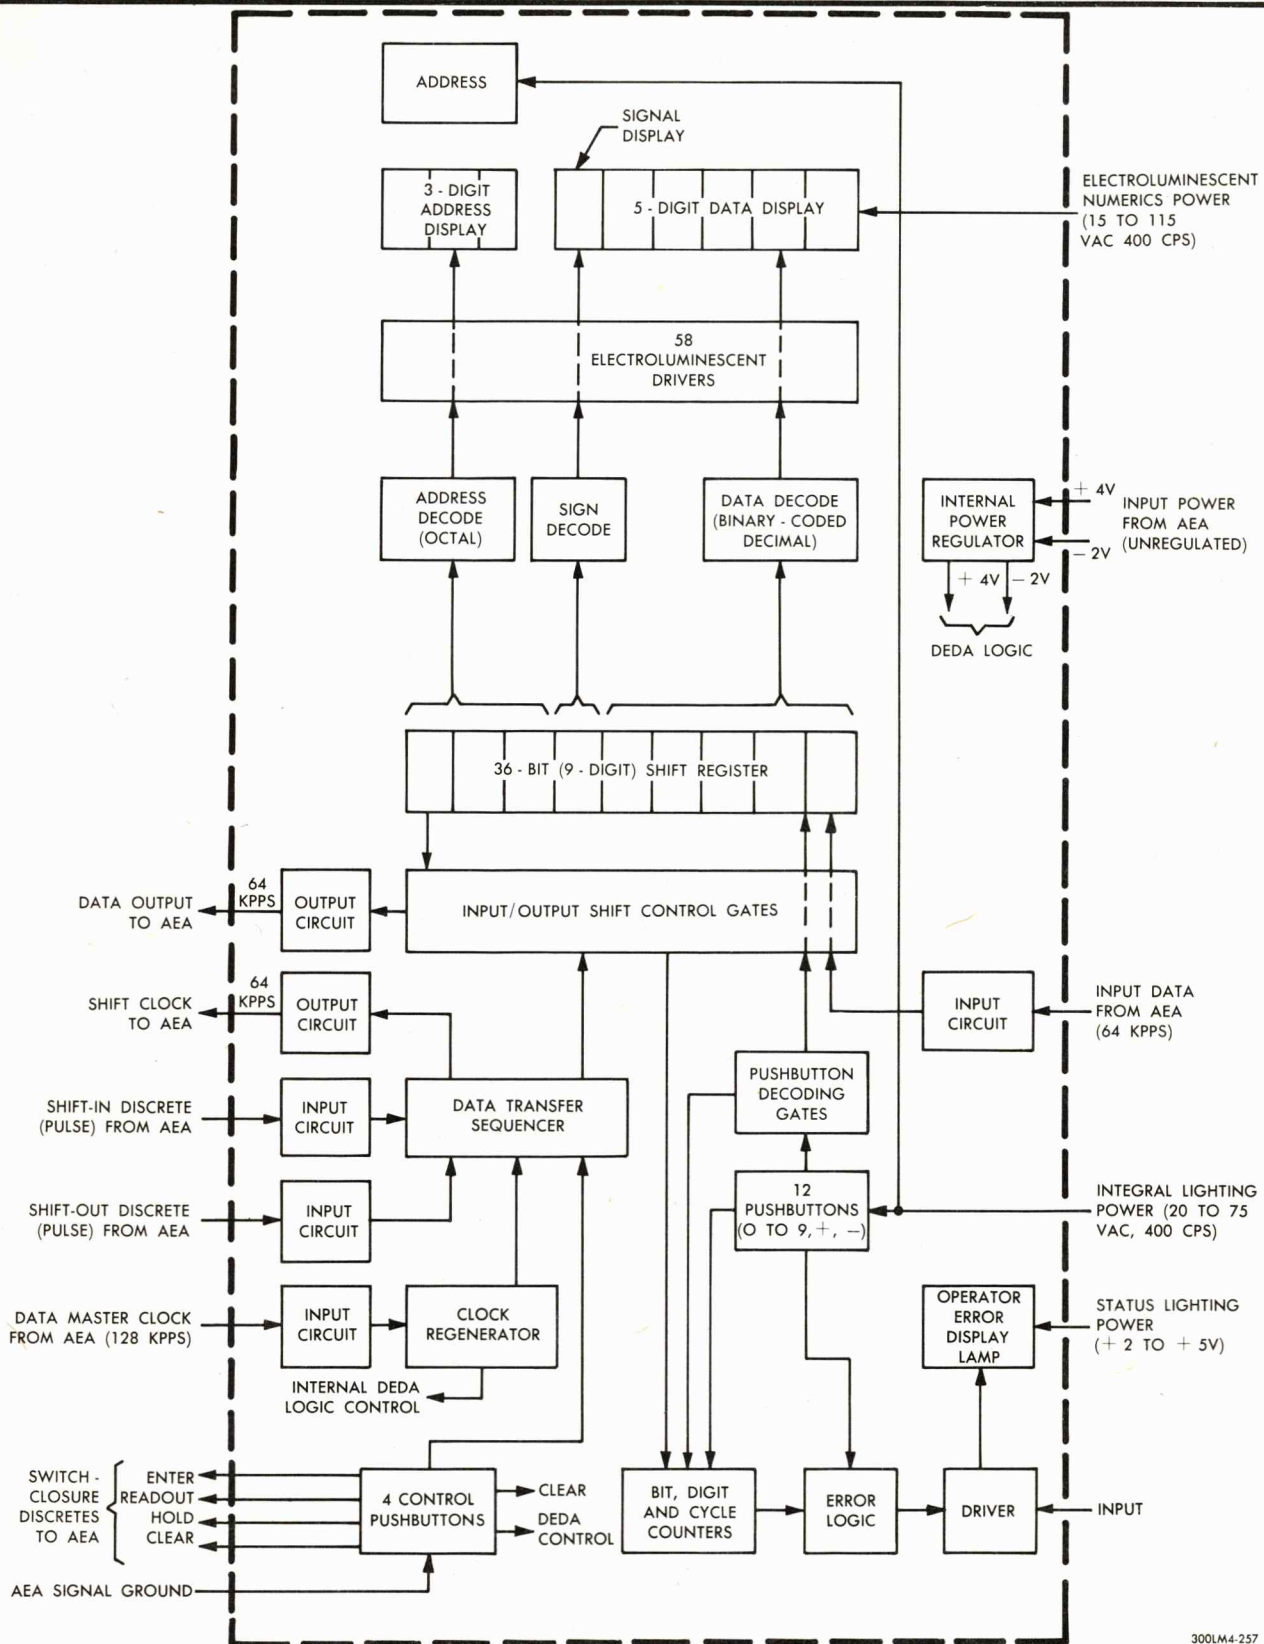 ADDRESS
SIGNAL
DISPLAY
3 - DIGIT
ADDRESS
DISPLAY
5 - DIGIT DATA DISPLAY
ELECTROLUMINESCENT
NUMERICS POWER
(15 TO 115
VAC 400 CPS)
58
ELECTROLUMINESCENT
DRIVERS
ADDRESS
DECODE
(OCTAL)
SIGN
DECODE
DATA DECODE
(BINARY - CODED
DECIMAL)
INTERNAL
POWER
REGULATOR
+ 4V
- 2V
INPUT POWER
FROM AEA
(UNREGULATED)
+ 4V
- 2V
DEDA LOGIC
36 - BIT (9 - DIGIT) SHIFT REGISTER
DATA OUTPUT
TO AEA
64
KPPS
OUTPUT
CIRCUIT
INPUT/OUTPUT SHIFT CONTROL GATES
SHIFT CLOCK
TO AEA
64
KPPS
OUTPUT
CIRCUIT
INPUT
CIRCUIT
INPUT DATA
FROM AEA
(64 KPPS)
SHIFT-IN DISCRETE
(PULSE) FROM AEA
INPUT
CIRCUIT
DATA TRANSFER
SEQUENCER
PUSHBUTTON
DECODING
GATES
SHIFT-OUT DISCRETE
(PULSE) FROM AEA
INPUT
CIRCUIT
12
PUSHBUTTONS
(O TO 9, +, -)
INTEGRAL LIGHTING
POWER (20 TO 75
VAC, 400 CPS)
DATA MASTER CLOCK
FROM AEA (128 KPPS)
INPUT
CIRCUIT
CLOCK
REGENERATOR
OPERATOR
ERROR
DISPLAY
LAMP
STATUS LIGHTING
POWER
(+ 2 TO + 5V)
INTERNAL DEDA
LOGIC CONTROL
SWITCH -
CLOSURE
DISCRETES
TO AEA
ENTER
READOUT
HOLD
CLEAR
4 CONTROL
PUSHBUTTONS
CLEAR
DEDA
CONTROL
BIT, DIGIT
AND CYCLE
COUNTERS
ERROR
LOGIC
DRIVER
INPUT
AEA SIGNAL GROUND
300LM4-257